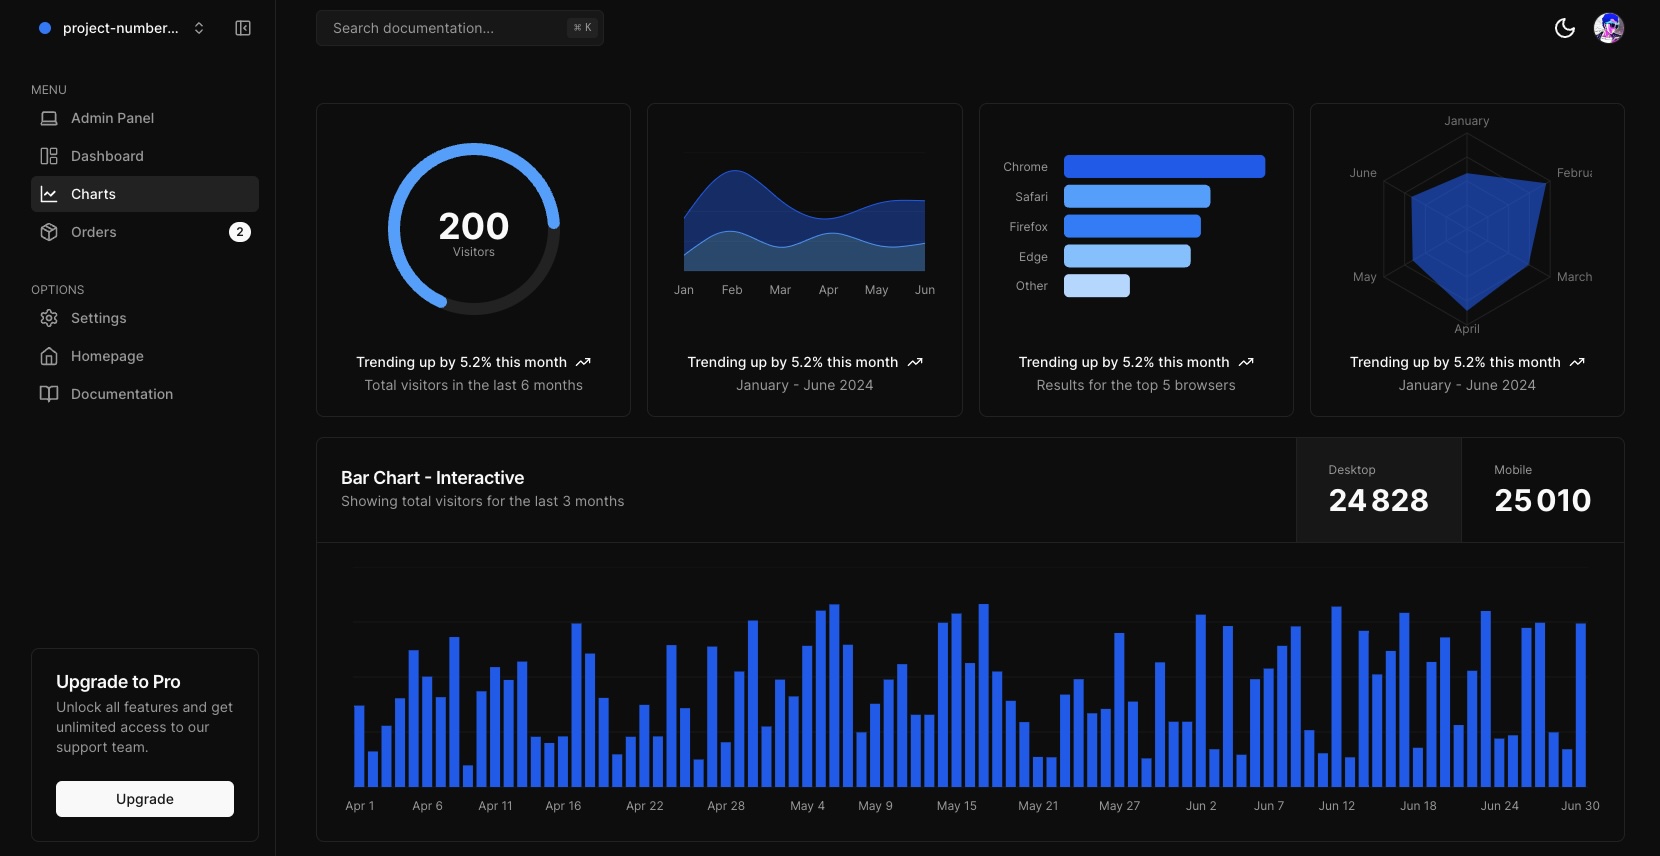 project-number...
Search documentation...
⌘ K
MENU
Admin Panel
Dashboard
Charts
Orders
2
OPTIONS
Settings
Homepage
Documentation
Upgrade to Pro
Unlock all features and get
unlimited access to our
support team.
Upgrade
200
Visitors
Trending up by 5.2% this month
Total visitors in the last 6 months
Jan Feb Mar Apr May Jun
Trending up by 5.2% this month
January - June 2024
Chrome
Safari
Firefox
Edge
Other
Trending up by 5.2% this month
Results for the top 5 browsers
January
June Februa
May March
April
Trending up by 5.2% this month
January - June 2024
Bar Chart - Interactive
Showing total visitors for the last 3 months
Desktop
24 828
Mobile
25 010
Apr 1 Apr 6 Apr 11 Apr 16 Apr 22 Apr 28 May 4 May 9 May 15 May 21 May 27 Jun 2 Jun 7 Jun 12 Jun 18 Jun 24 Jun 30